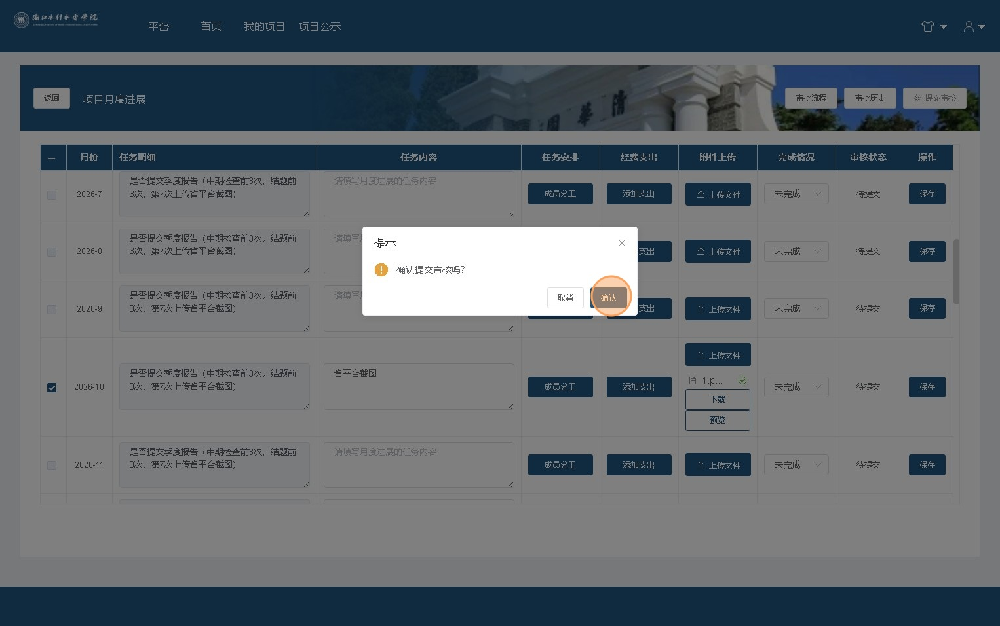 浙江水利水电学院
平台
首页
我的项目
项目公示
返回
项目月度进展
清華園
审批流程
审批历史
提交审核
月份
任务明细
任务内容
任务安排
经费支出
附件上传
完成情况
审核状态
操作
2026-7
是否提交季度报告（中期检查前3次，结题前
3次，第7次上传省平台截图）
请填写月度进展的任务内容
成员分工
添加支出
上传文件
未完成
待提交
保存
2026-8
是否提交季度报告（中期检查前3次，结题前
3次，第7次上传省平台截图）
请填
支出
上传文件
未完成
待提交
保存
提示
确认提交审核吗?
取消
确认
2026-9
是否提交季度报告（中期检查前3次，结题前
3次，第7次上传省平台截图）
请填
支出
上传文件
未完成
待提交
保存
2026-10
是否提交季度报告（中期检查前3次，结题前
3次，第7次上传省平台截图）
省平台截图
成员分工
添加支出
上传文件
1.p...
下载
预览
未完成
待提交
保存
2026-11
是否提交季度报告（中期检查前3次，结题前
3次，第7次上传省平台截图）
请填写月度进展的任务内容
成员分工
添加支出
上传文件
未完成
待提交
保存